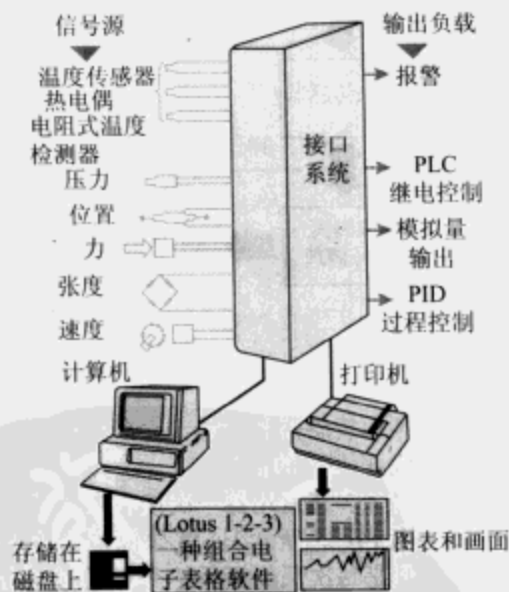 信号源
温度传感器
热电偶
电阻式温度
检测器
压力
位置
力
张度
速度
接口
系统
输出负载
报警
PLC
继电控制
模拟量
输出
PID
过程控制
计算机
打印机
存储在
磁盘上
(Lotus 1-2-3)
一种组合电
子表格软件
图表和画面